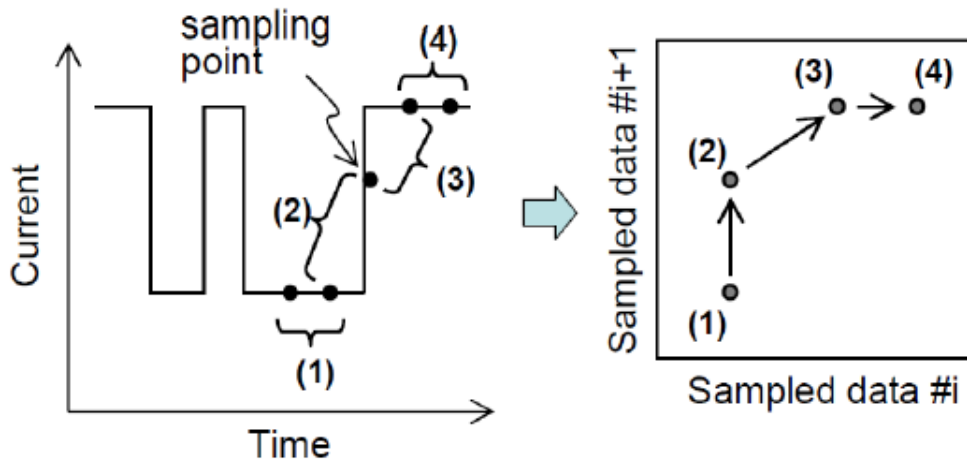 sampling
point
(4)
(3)
(2)
(1)
Current
Time
(3)
(4)
(2)
(1)
Sampled data #i+1
Sampled data #i